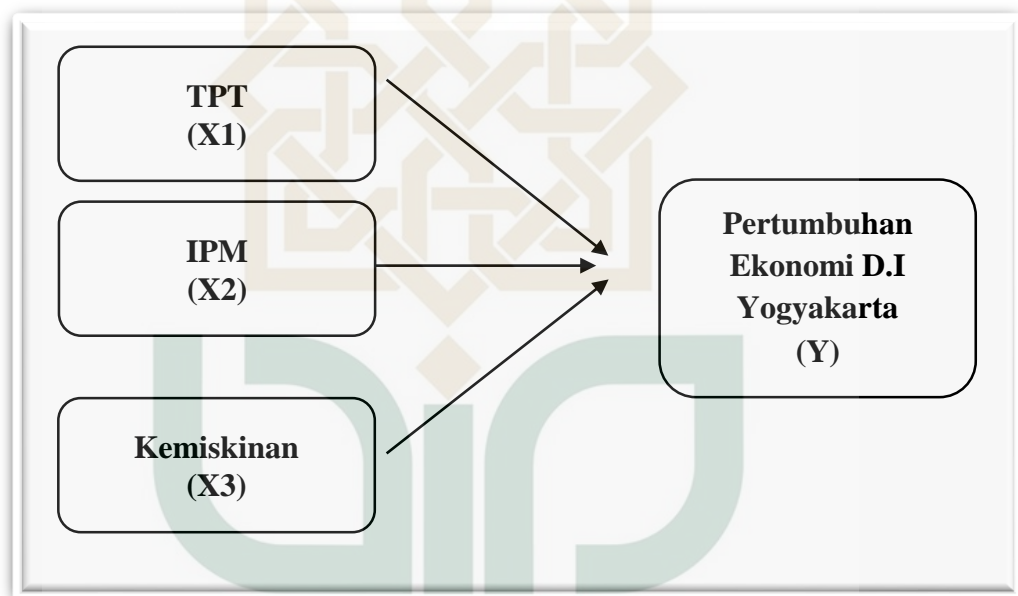 TPT
(X1)
IPM
(X2)
Kemiskinan
(X3)
Pertumbuhan
Ekonomi D.I
Yogyakarta
(Y)